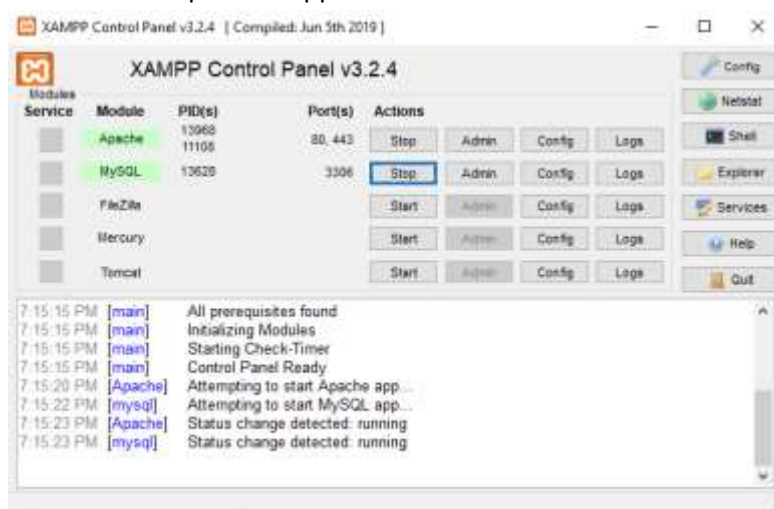 XAMPP Control Panel v3.2.4 [ Compiled: Jun 5th 2019 ]
XAMPP Control Panel v3.2.4
Config
Modules
Service Module PID(s) Port(s) Actions
Netstat
Apache 13968 11108 80, 443 Stop Admin Config Logs
Shell
MySQL 13628 3306 Stop Admin Config Logs
Explorer
FileZilla Start Admin Config Logs
Services
Mercury Start Admin Config Logs
Help
Tomcat Start Admin Config Logs
Quit
7:15:15 PM [main] All prerequisites found
7:15:15 PM [main] Initializing Modules
7:15:15 PM [main] Starting Check-Timer
7:15:15 PM [main] Control Panel Ready
7:15:20 PM [Apache] Attempting to start Apache app...
7:15:22 PM [mysql] Attempting to start MySQL app...
7:15:23 PM [Apache] Status change detected: running
7:15:23 PM [mysql] Status change detected: running